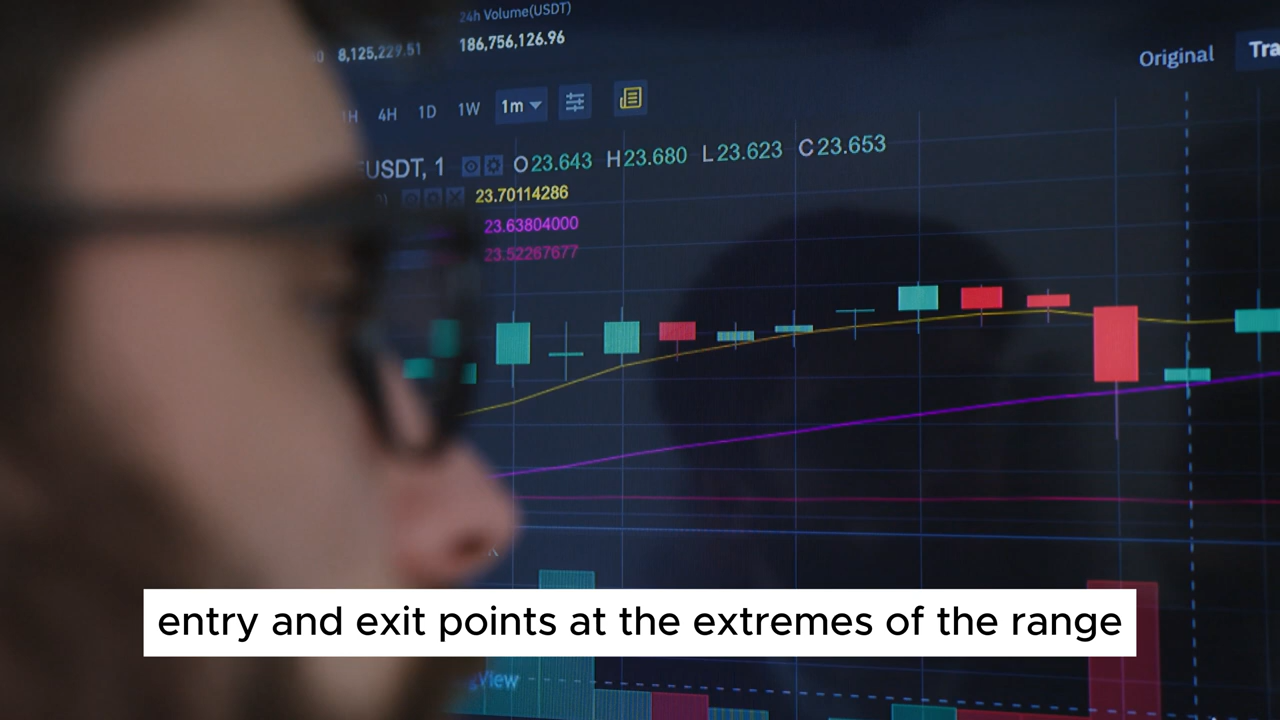 24h Volume(USDT)
8,125,229.51 186,756,126.96
Original
4H 1D 1W 1m
USDT, 1 O23.643 H23.680 L23.623 C23.653
23.70114286
23.63804000
23.52267677
entry and exit points at the extremes of the range
View